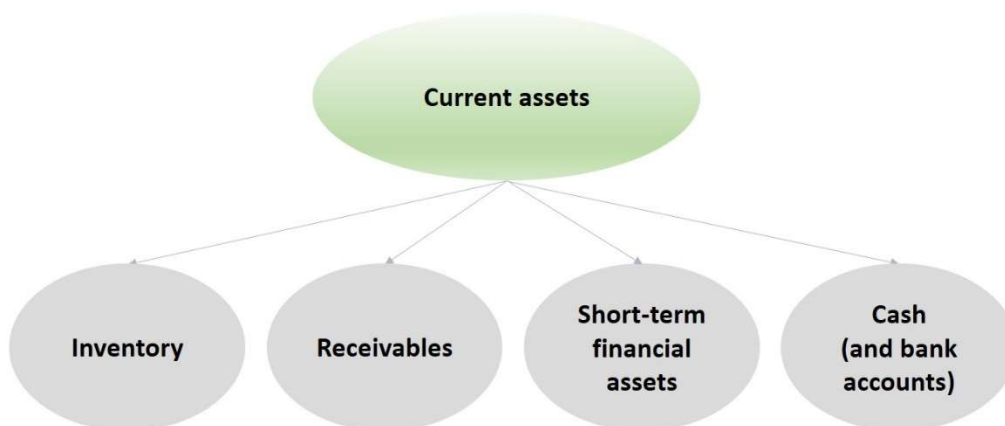 Current assets
Inventory
Receivables
Short-term
financial
assets
Cash
(and bank
accounts)